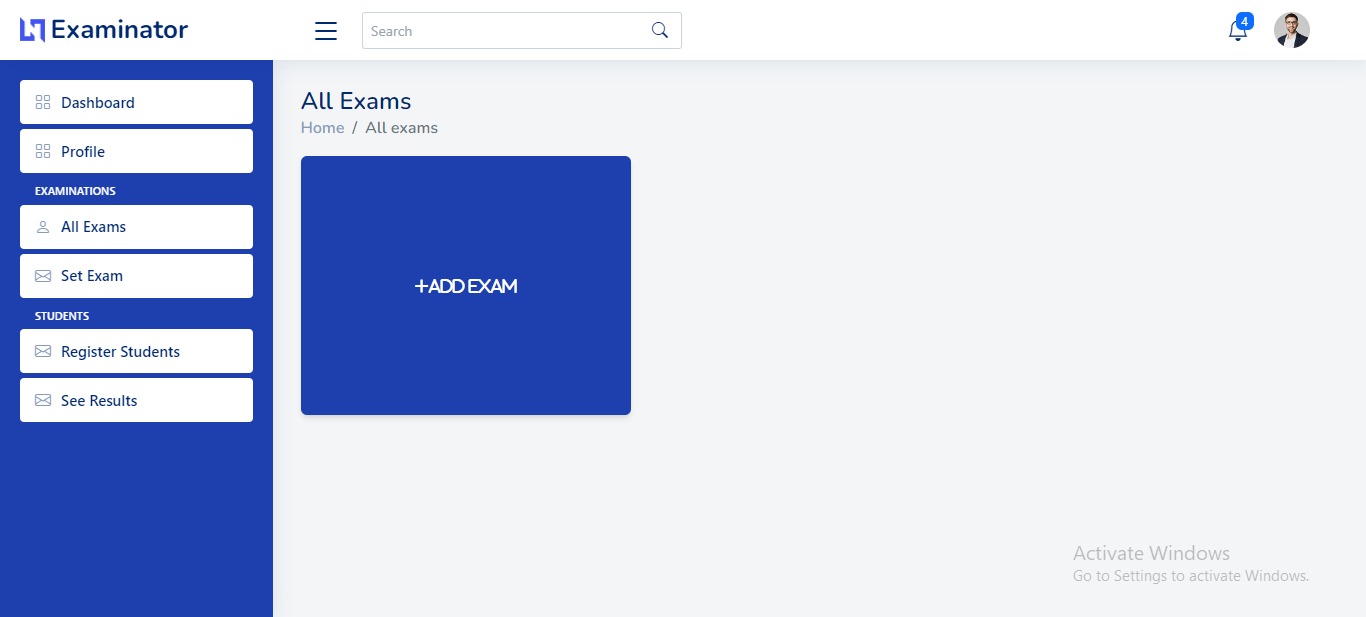 Examinator
Search
4
Dashboard
Profile
EXAMINATIONS
All Exams
Set Exam
STUDENTS
Register Students
See Results
All Exams
Home / All exams
+ADD EXAM
Activate Windows
Go to Settings to activate Windows.